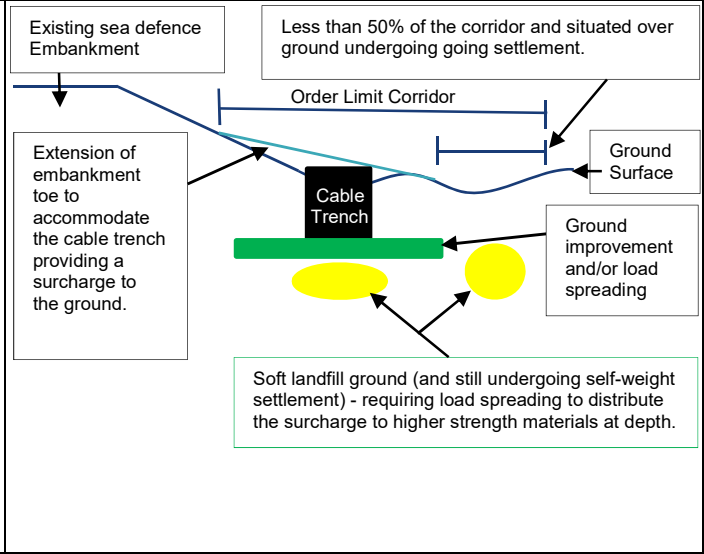 Existing sea defence
Embankment
Less than 50% of the corridor and situated over
ground undergoing going settlement.
Order Limit Corridor
Extension of
embankment
toe to
accommodate
the cable trench
providing a
surcharge to
the ground.
Ground
Surface
Cable
Trench
Ground
improvement
and/or load
spreading
Soft landfill ground (and still undergoing self-weight
settlement) - requiring load spreading to distribute
the surcharge to higher strength materials at depth.